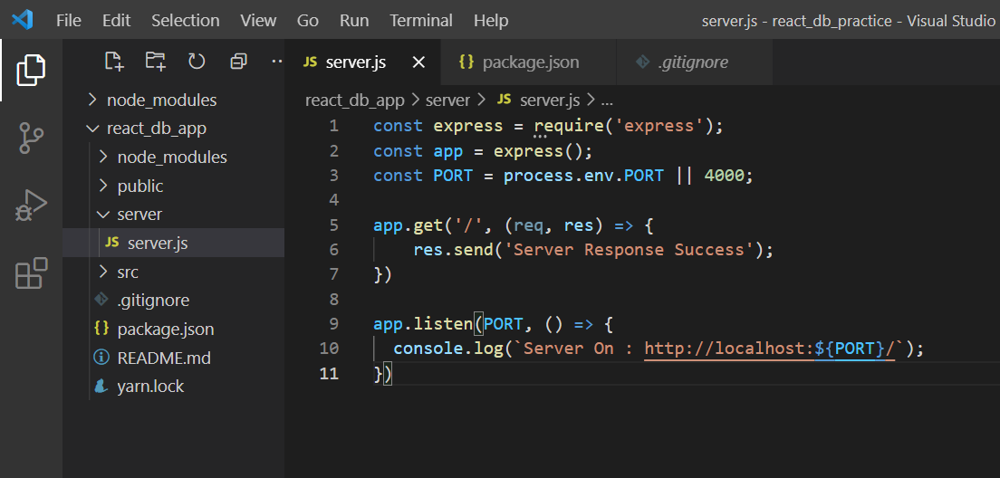 File Edit Selection View Go Run Terminal Help server.js - react_db_practice - Visual Studio
JS server.js {} package.json .gitignore
node_modules
react_db_app
node_modules
public
server
JS server.js
src
.gitignore
{} package.json
README.md
yarn.lock
react_db_app > server > JS server.js > ...
1 const express = require('express');
2 const app = express();
3 const PORT = process.env.PORT || 4000;
4
5 app.get('/', (req, res) => {
6 res.send('Server Response Success');
7 })
8
9 app.listen(PORT, () => {
10 console.log(`Server On : http://localhost:${PORT}/`);
11 })